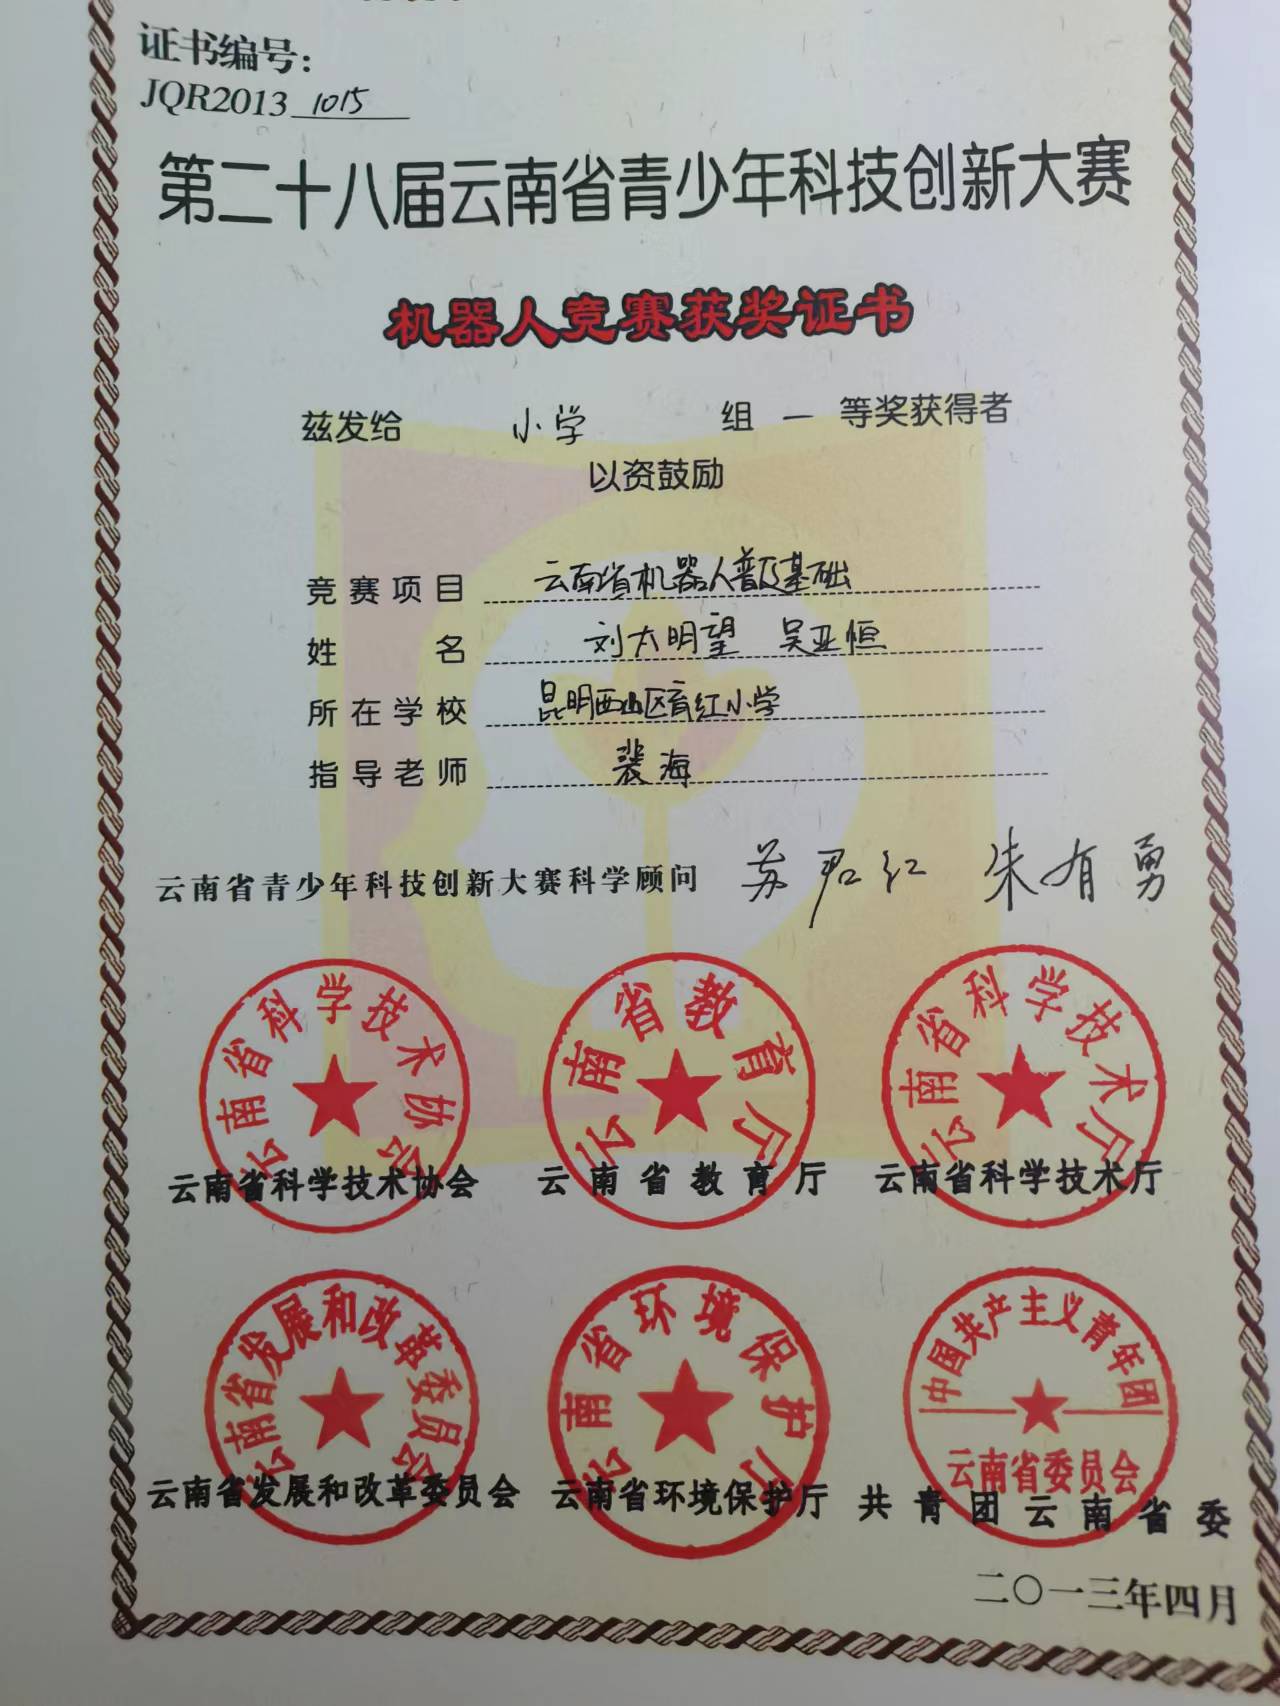 证书编号:
JQR2013 1015
第二十八届云南省青少年科技创新大赛
机器人竞赛获奖证书
兹发给 小学 组 一 等奖获得者
以资鼓励
竞赛项目 云南省机器人普及基础
姓名 刘太明望 吴亚恒
所在学校 昆明西山区育红小学
指导老师 裴海
云南省青少年科技创新大赛科学顾问 苏君红 朱有勇
云南省科学技术协会 云南省教育厅 云南省科学技术厅
云南省科学技术协会 云南省教育厅 云南省科学技术厅
云南省发展和改革委员会 云南省环境保护厅 中国共产主义青年团
云南省委员会
云南省发展和改革委员会 云南省环境保护厅 共青团云南省委
二〇一三年四月